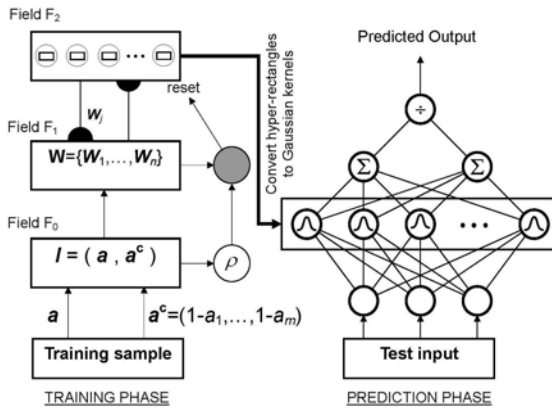 Field F₂
reset
wⱼ
Field F₁
W={W₁,...,Wₙ}
Field F₀
I = ( a , aᶜ )
ρ
a
aᶜ=(1-a₁,...,1-aₘ)
Training sample
TRAINING PHASE
Convert hyper-rectangles
to Gaussian kernels
Predicted Output
÷
Σ Σ
Test input
PREDICTION PHASE